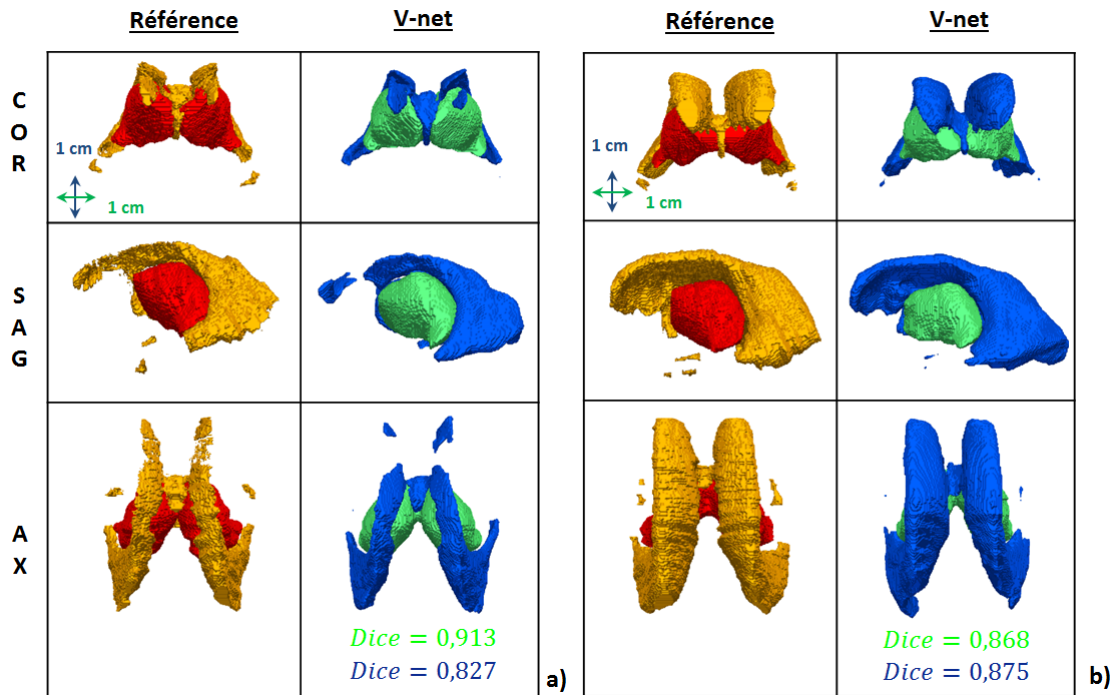 Référence
V-net
Référence
V-net
C
O
R
1 cm
1 cm
1 cm
1 cm
S
A
G
A
X
Dice = 0,913
Dice = 0,827
a)
Dice = 0,868
Dice = 0,875
b)